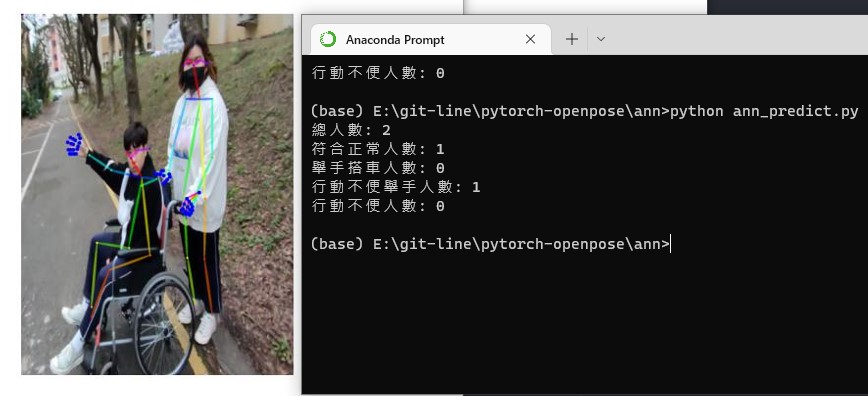 Anaconda Prompt
行動不便人數: 0
(base) E:\git-line\pytorch-openpose\ann>python ann_predict.py
總人數: 2
符合正常人數: 1
舉手搭車人數: 0
行動不便舉手人數: 1
行動不便人數: 0
(base) E:\git-line\pytorch-openpose\ann>